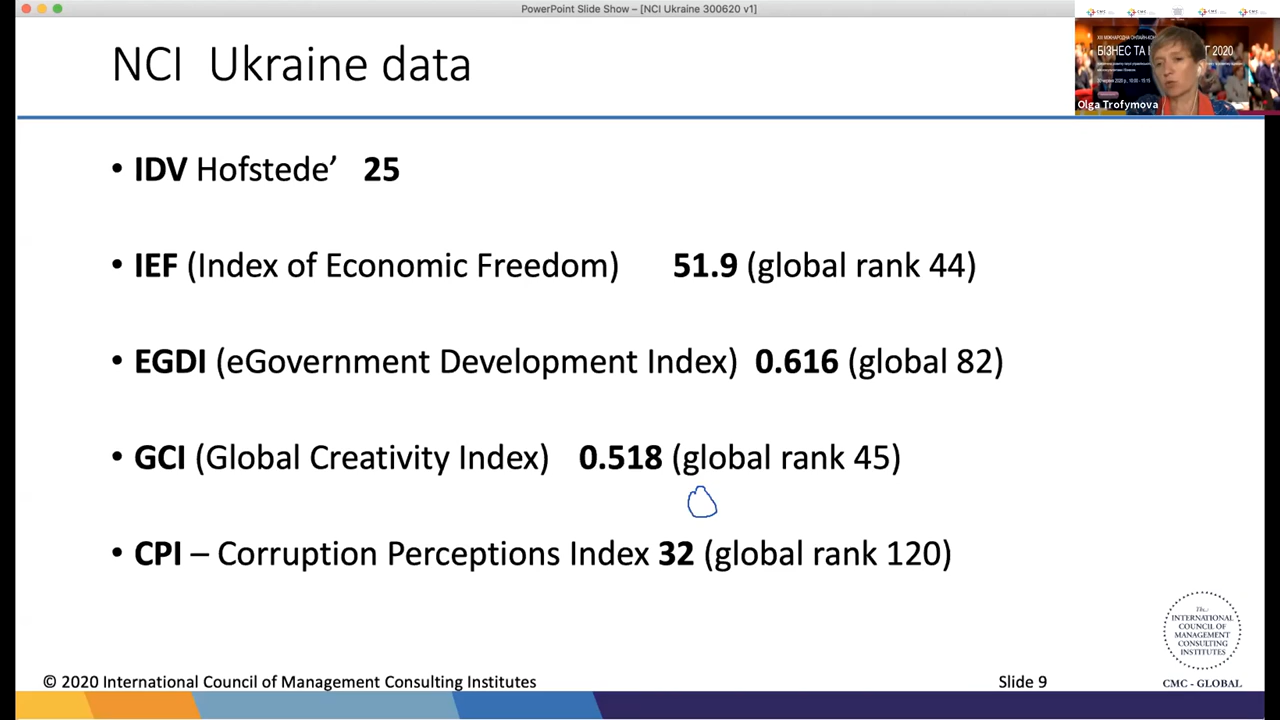 PowerPoint Slide Show – [NCI Ukraine 300620 v1]
NCI Ukraine data
БІЗНЕС ТА
2020
Olga Trofymova
• IDV Hofstede’ 25
• IEF (Index of Economic Freedom) 51.9 (global rank 44)
• EGDI (eGovernment Development Index) 0.616 (global 82)
• GCI (Global Creativity Index) 0.518 (global rank 45)
• CPI – Corruption Perceptions Index 32 (global rank 120)
The
INTERNATIONAL
COUNCIL OF
MANAGEMENT
CONSULTING
INSTITUTES
CMC - GLOBAL
© 2020 International Council of Management Consulting Institutes
Slide 9